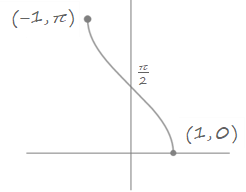 (-1, π)
π/2
(1, 0)